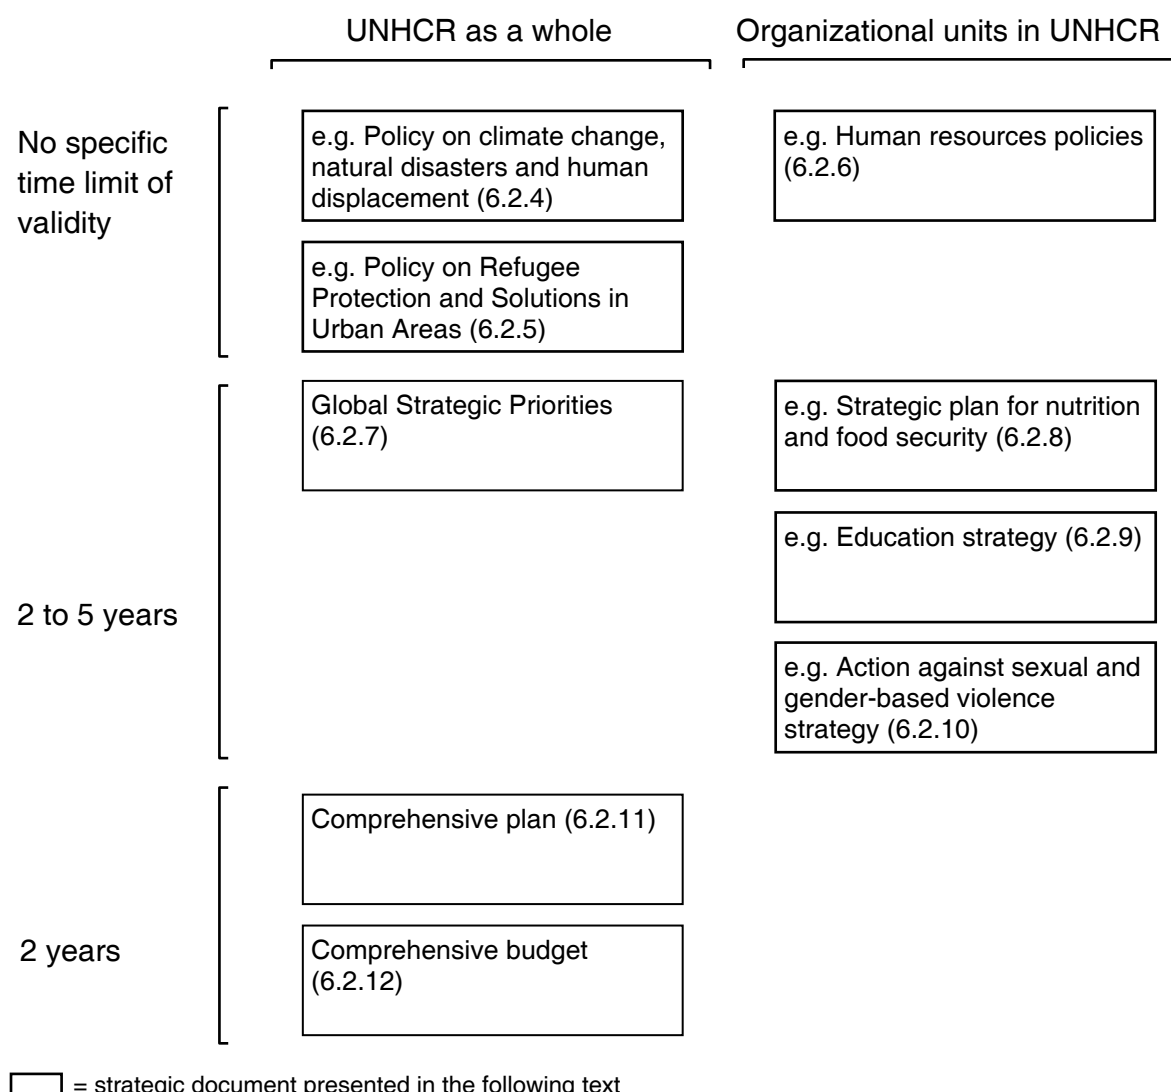 UNHCR as a whole
Organizational units in UNHCR
No specific
time limit of
validity
e.g. Policy on climate change,
natural disasters and human
displacement (6.2.4)
e.g. Human resources policies
(6.2.6)
e.g. Policy on Refugee
Protection and Solutions in
Urban Areas (6.2.5)
2 to 5 years
Global Strategic Priorities
(6.2.7)
e.g. Strategic plan for nutrition
and food security (6.2.8)
e.g. Education strategy (6.2.9)
e.g. Action against sexual and
gender-based violence
strategy (6.2.10)
2 years
Comprehensive plan (6.2.11)
Comprehensive budget
(6.2.12)
= strategic document presented in the following text